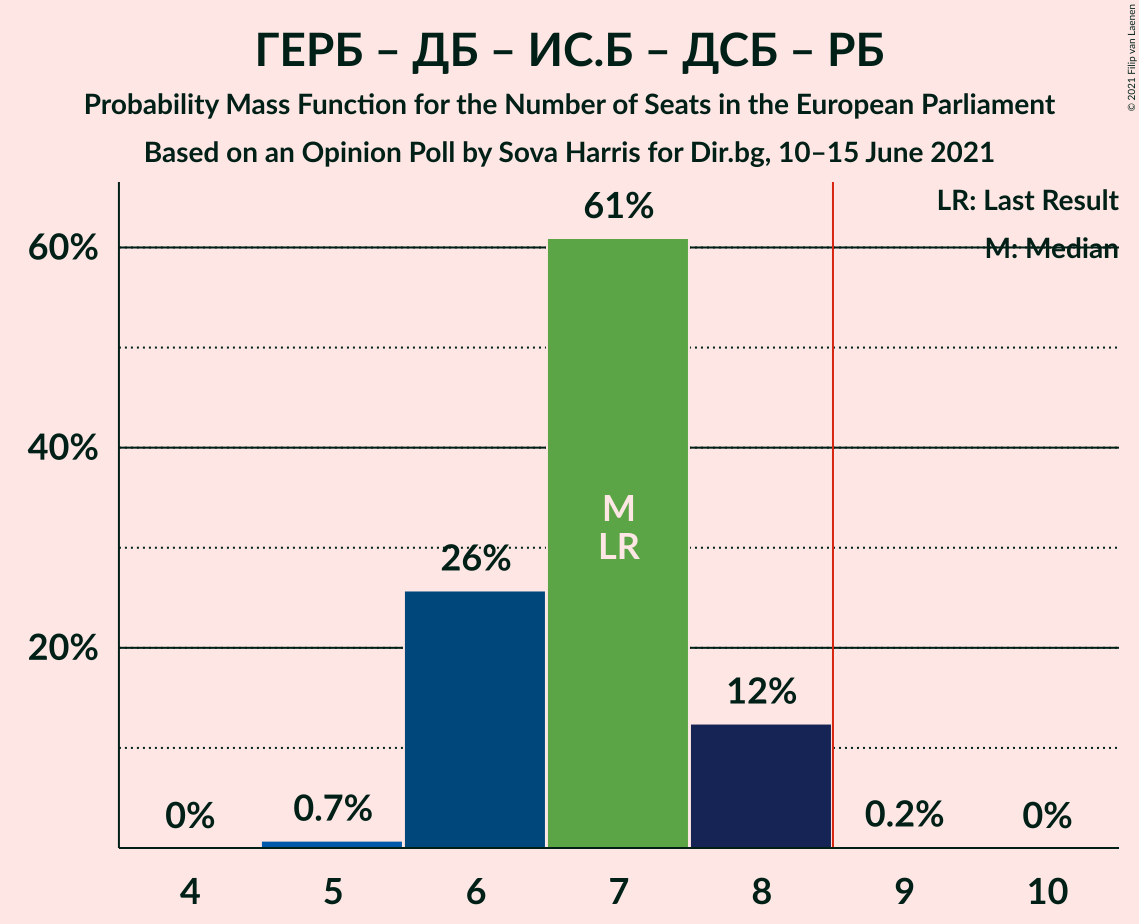 ГЕРБ – ДБ – ИС.Б – ДСБ – РБ
Probability Mass Function for the Number of Seats in the European Parliament
Based on an Opinion Poll by Sova Harris for Dir.bg, 10–15 June 2021
© 2021 Filip van Laenen
LR: Last Result
M: Median
61%
60%
M
LR
40%
26%
20%
12%
0%
0.7%
0.2%
0%
4
5
6
7
8
9
10